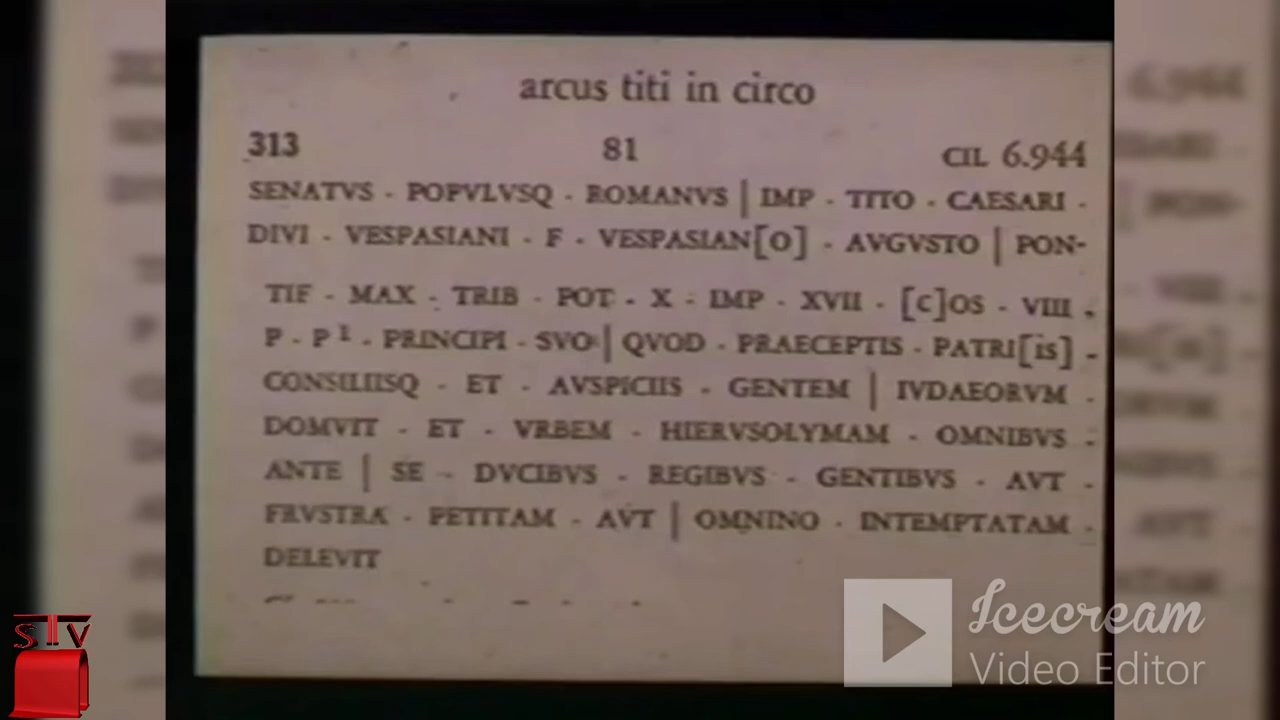 arcus titi in circo
313 81 CIL 6.944
SENATVS · POPVLVSQ · ROMANVS | IMP · TITO · CAESARI ·
DIVI · VESPASIANI · F · VESPASIAN[O] · AVGVSTO | PON-
TIF · MAX · TRIB · POT · X · IMP · XVII · [C]OS · VIII ·
P · P¹ · PRINCIPI · SVO | QVOD · PRAECEPTIS · PATRI[is] ·
CONSILIISQ · ET · AVSPICIIS · GENTEM | IVDAEORVM ·
DOMVIT · ET · VRBEM · HIERVSOLYMAM · OMNIBVS ·
ANTE | SE · DVCIBVS · REGIBVS · GENTIBVS · AVT ·
FRVSTRA · PETITAM · AVT | OMNINO · INTEMPTATAM ·
DELEVIT
STV
Icecream
Video Editor